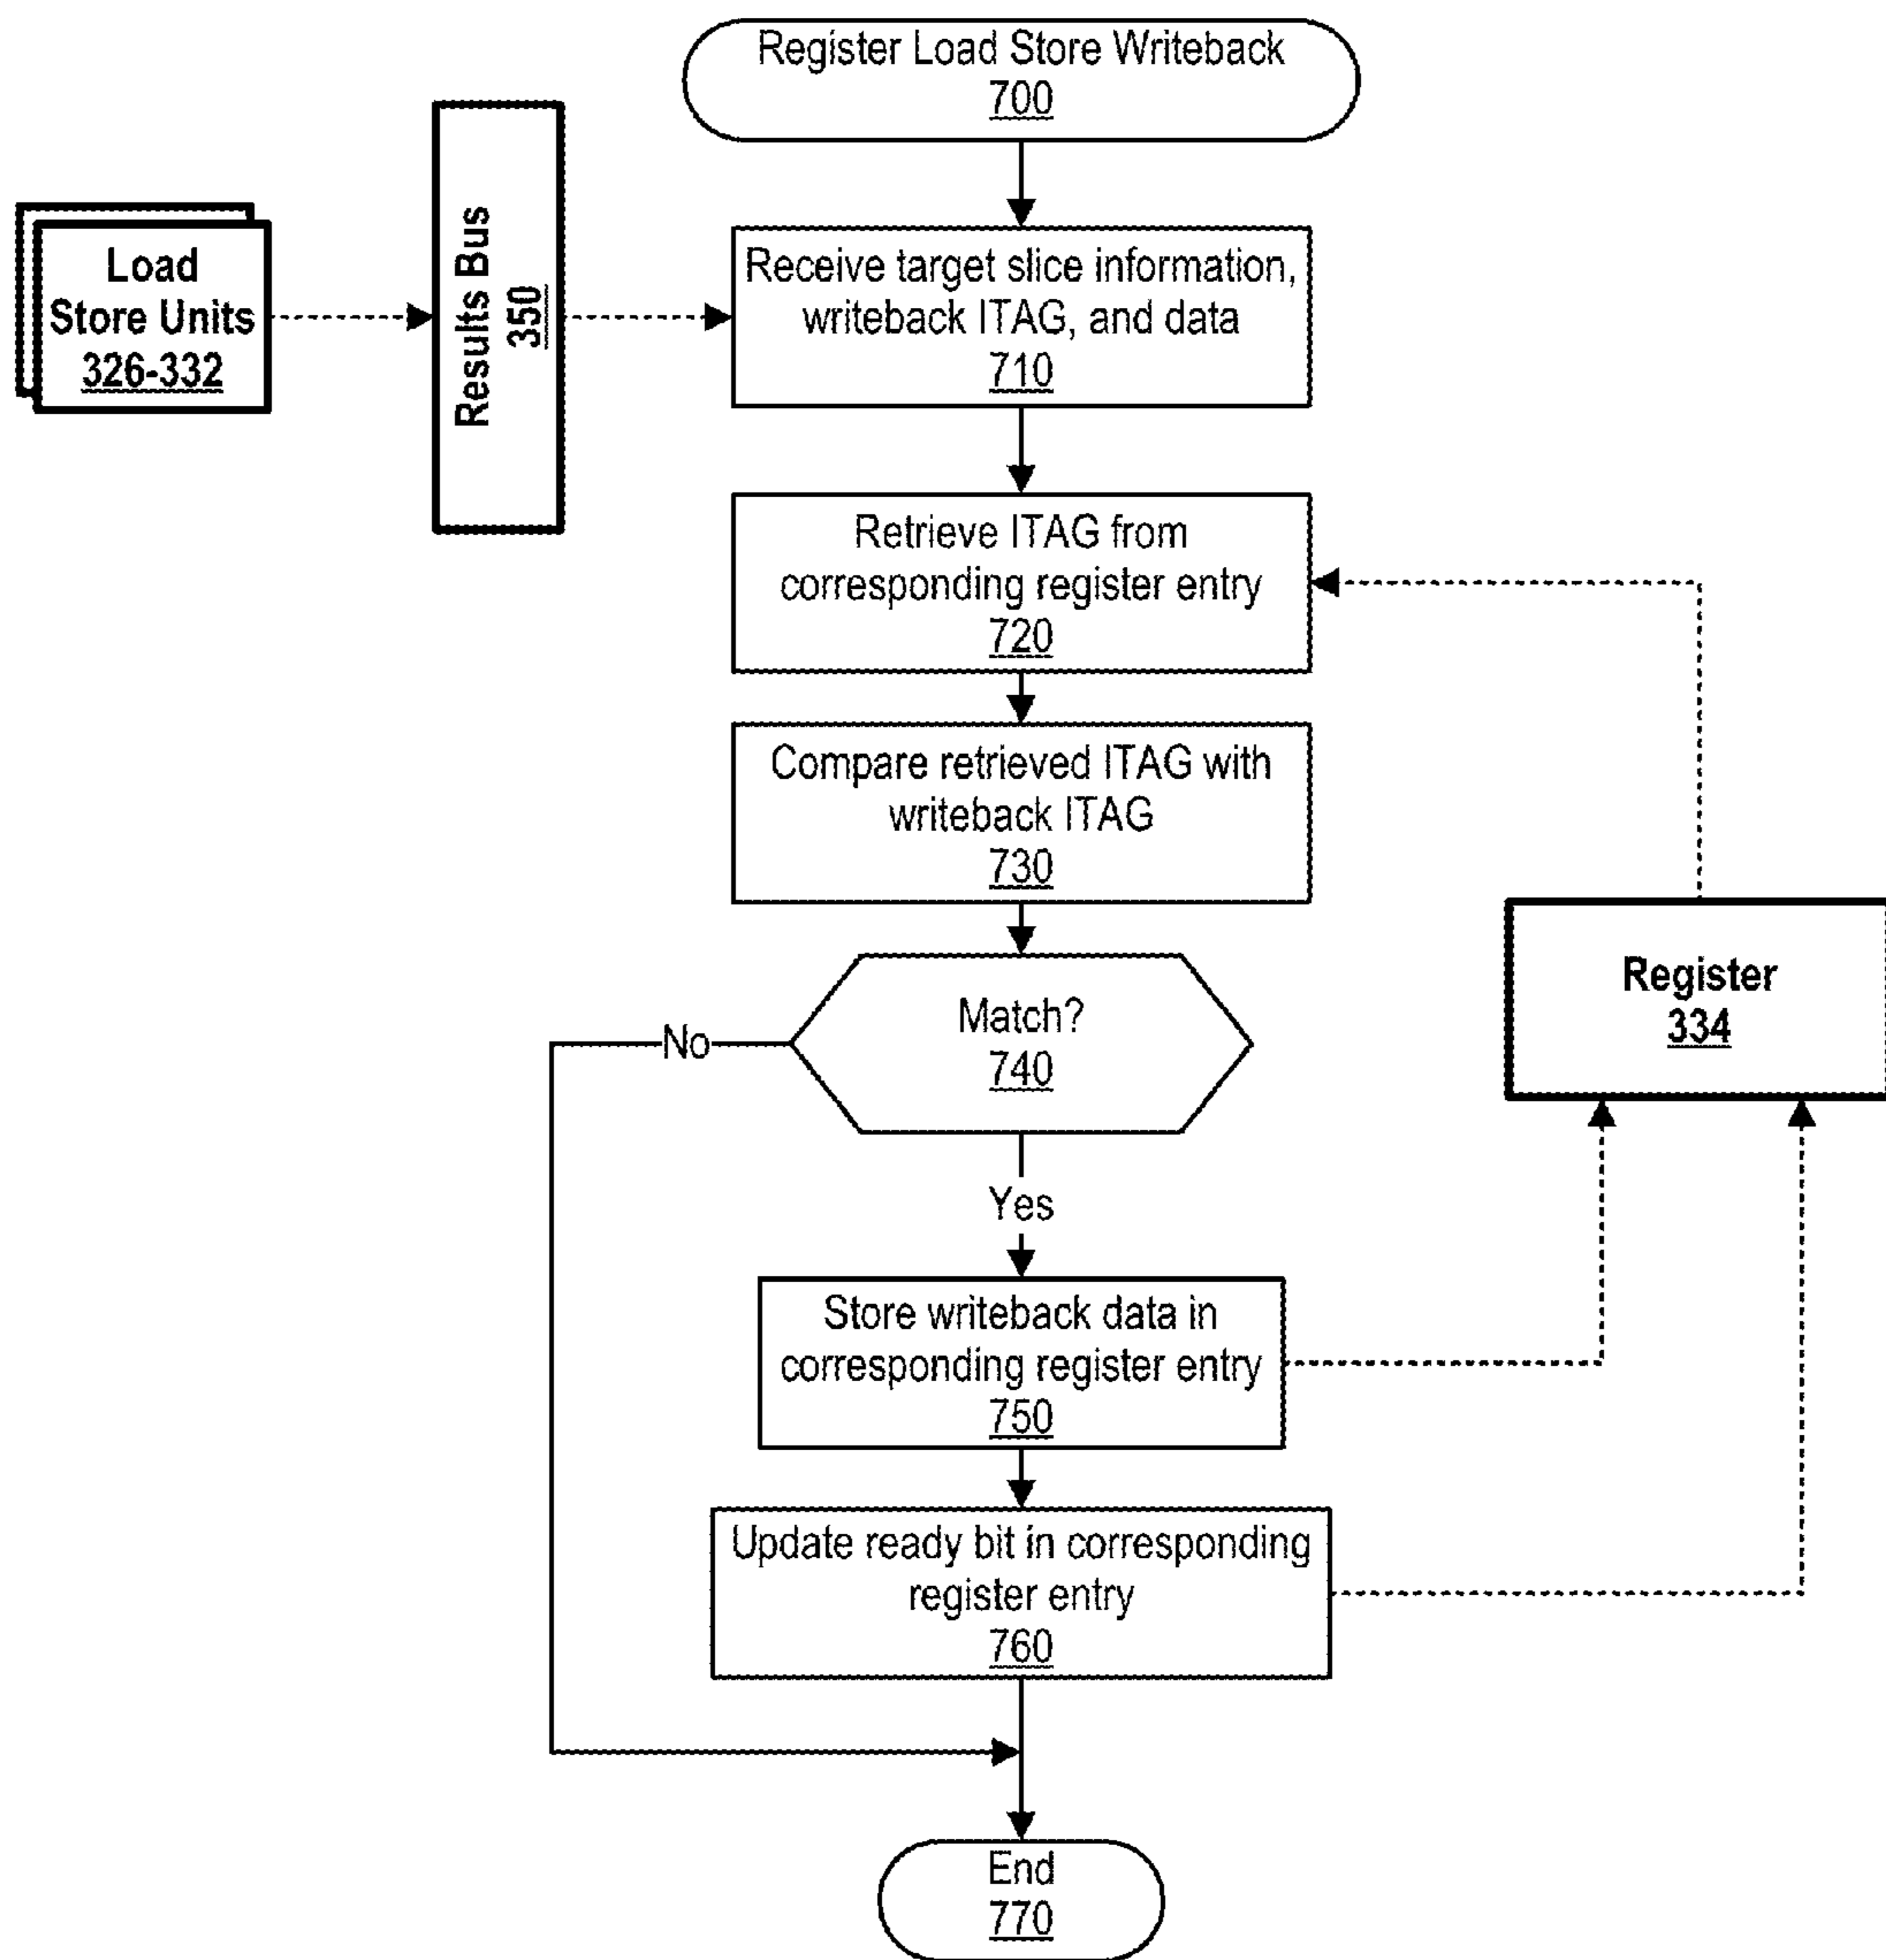 Register Load Store Writeback
700
Load
Store Units
326-332
Results Bus
350
Receive target slice information,
writeback ITAG, and data
710
Retrieve ITAG from
corresponding register entry
720
Compare retrieved ITAG with
writeback ITAG
730
Register
334
Match?
740
No
Yes
Store writeback data in
corresponding register entry
750
Update ready bit in corresponding
register entry
760
End
770